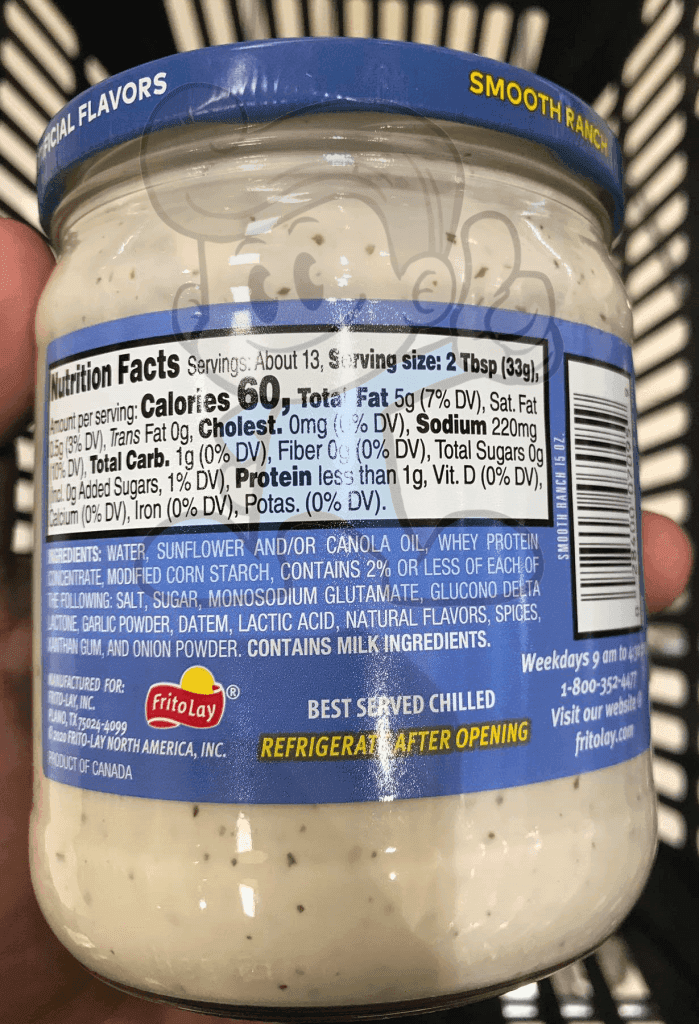 FICIAL FLAVORS
SMOOTH RANCH
Nutrition Facts Servings: About 13, Serving size: 2 Tbsp (33g),
Amount per serving: Calories 60, Total Fat 5g (7% DV), Sat. Fat
0.5g (3% DV), Trans Fat 0g, Cholest. 0mg (% DV), Sodium 220mg
(10% DV), Total Carb. 1g (0% DV), Fiber 0g (0% DV), Total Sugars 0g
(Incl. 0g Added Sugars, 1% DV), Protein less than 1g, Vit. D (0% DV),
Calcium (0% DV), Iron (0% DV), Potas. (0% DV).
SMOOTH RANCH 15 OZ.
INGREDIENTS: WATER, SUNFLOWER AND/OR CANOLA OIL, WHEY PROTEIN
CONCENTRATE, MODIFIED CORN STARCH, CONTAINS 2% OR LESS OF EACH OF
THE FOLLOWING: SALT, SUGAR, MONOSODIUM GLUTAMATE, GLUCONO DELTA
LACTONE, GARLIC POWDER, DATEM, LACTIC ACID, NATURAL FLAVORS, SPICES,
XANTHAN GUM, AND ONION POWDER. CONTAINS MILK INGREDIENTS.
MANUFACTURED FOR:
FRITO-LAY, INC.
PLANO, TX 75024-4099
©2020 FRITO-LAY NORTH AMERICA, INC.
PRODUCT OF CANADA
FritoLay®
BEST SERVED CHILLED
REFRIGERATE AFTER OPENING
Weekdays 9 am to
1-800-352-4477
Visit our website @
fritolay.com